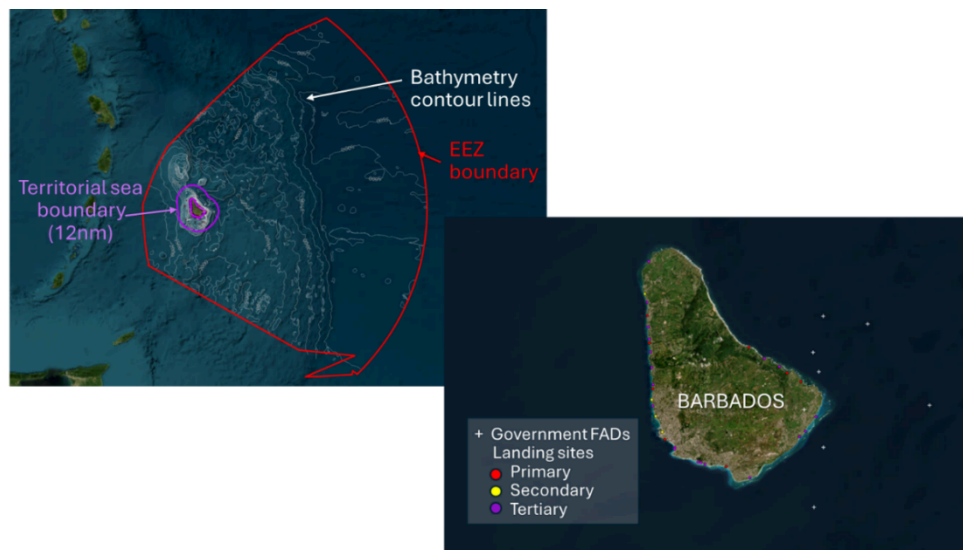 Bathymetry
contour lines
EEZ
boundary
Territorial sea
boundary
(12nm)
BARBADOS
+ Government FADs
Landing sites
Primary
Secondary
Tertiary